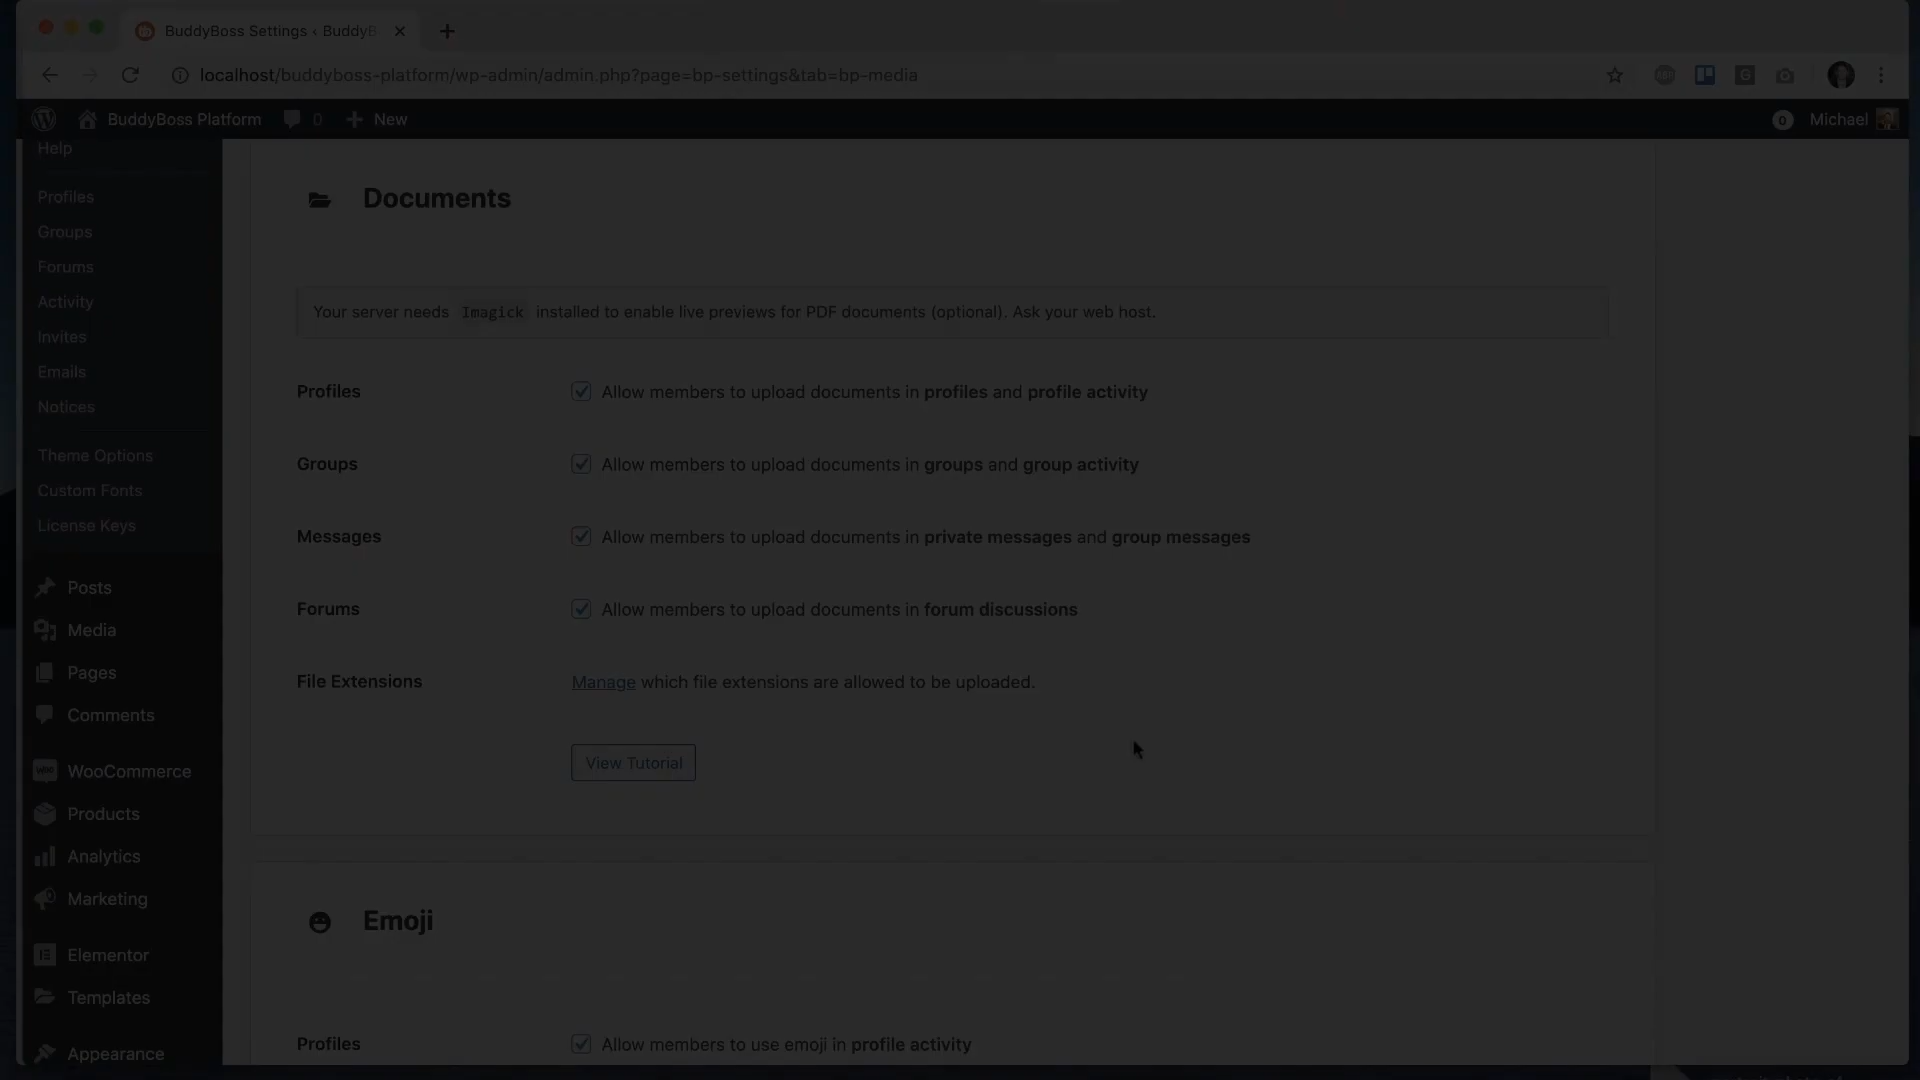 BuddyBoss Settings ‹ BuddyB
localhost/buddyboss-platform/wp-admin/admin.php?page=bp-settings&tab=bp-media
ABP
G
BuddyBoss Platform
0
New
0
Michael
Help
Profiles
Groups
Forums
Activity
Invites
Emails
Notices
Theme Options
Custom Fonts
License Keys
Posts
Media
Pages
Comments
WooCommerce
Products
Analytics
Marketing
Elementor
Templates
Appearance
Documents
Your server needs Imagick installed to enable live previews for PDF documents (optional). Ask your web host.
Profiles
Allow members to upload documents in profiles and profile activity
Groups
Allow members to upload documents in groups and group activity
Messages
Allow members to upload documents in private messages and group messages
Forums
Allow members to upload documents in forum discussions
File Extensions
Manage which file extensions are allowed to be uploaded.
View Tutorial
Emoji
Profiles
Allow members to use emoji in profile activity